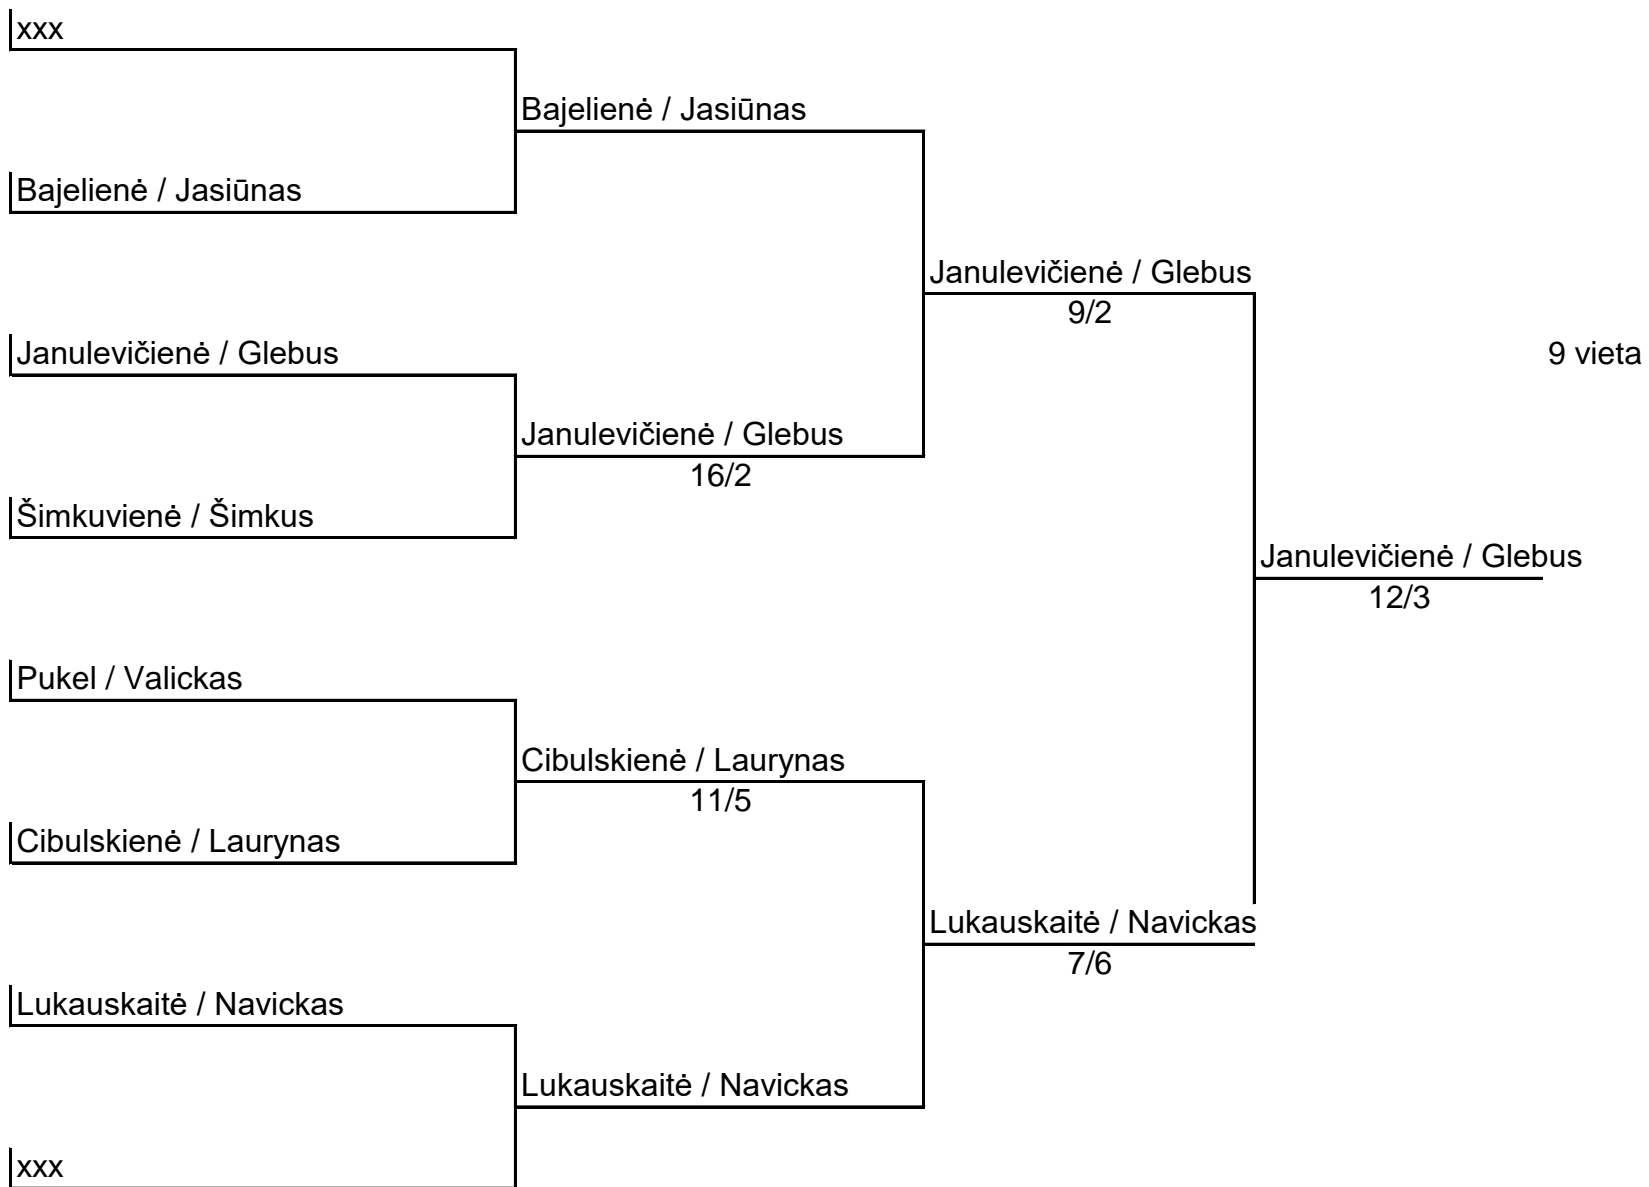 xxx
Bajelienė / Jasiūnas
Bajelienė / Jasiūnas
Janulevičienė / Glebus
9/2
Janulevičienė / Glebus
9 vieta
Janulevičienė / Glebus
16/2
Šimkuvienė / Šimkus
Janulevičienė / Glebus
12/3
Pukel / Valickas
Cibulskienė / Laurynas
11/5
Cibulskienė / Laurynas
Lukauskaitė / Navickas
7/6
Lukauskaitė / Navickas
Lukauskaitė / Navickas
xxx